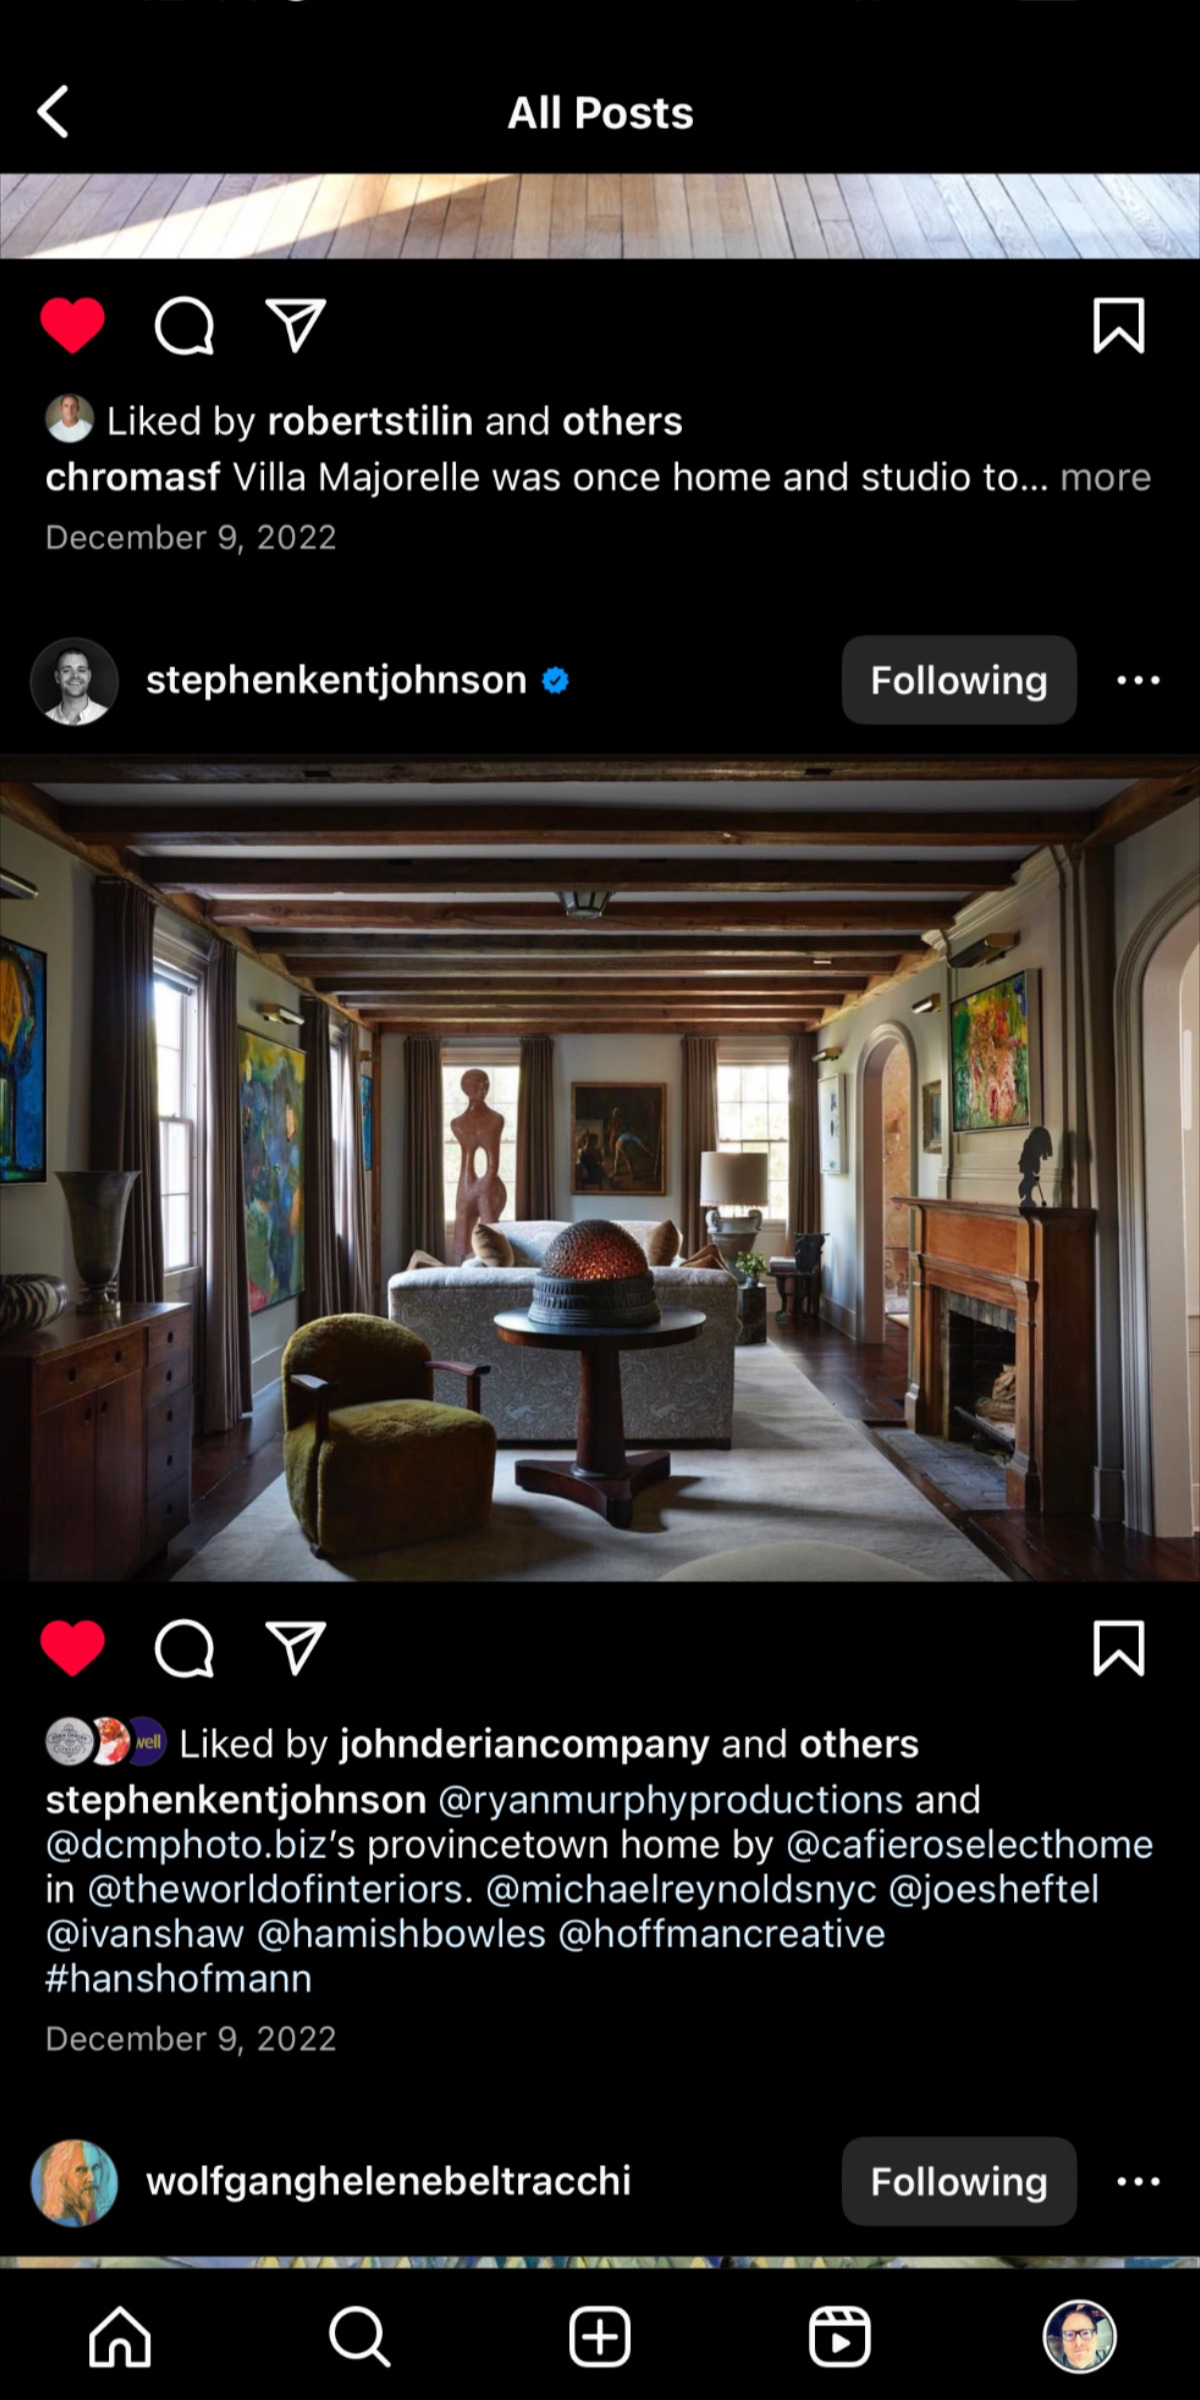 All Posts
Liked by robertstilin and others
chromasf Villa Majorelle was once home and studio to... more
December 9, 2022
stephenkentjohnson
Following
Liked by johnderiancompany and others
stephenkentjohnson @ryanmurphyproductions and
@dcmphoto.biz’s provincetown home by @cafieroselecthome
in @theworldofinteriors. @michaelreynoldsnyc @joesheftel
@ivanshaw @hamishbowles @hoffmancreative
#hanshofmann
December 9, 2022
wolfganghelenebeltracchi
Following